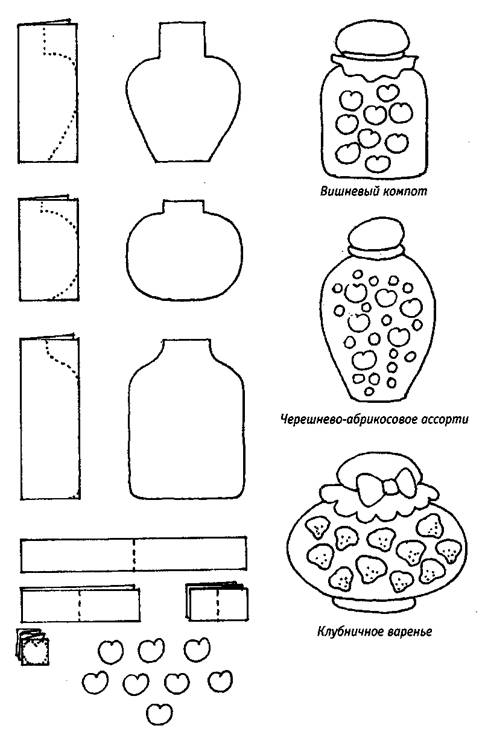 Вишневый компот
Черешнево-абрикосовое ассорти
Клубничное варенье